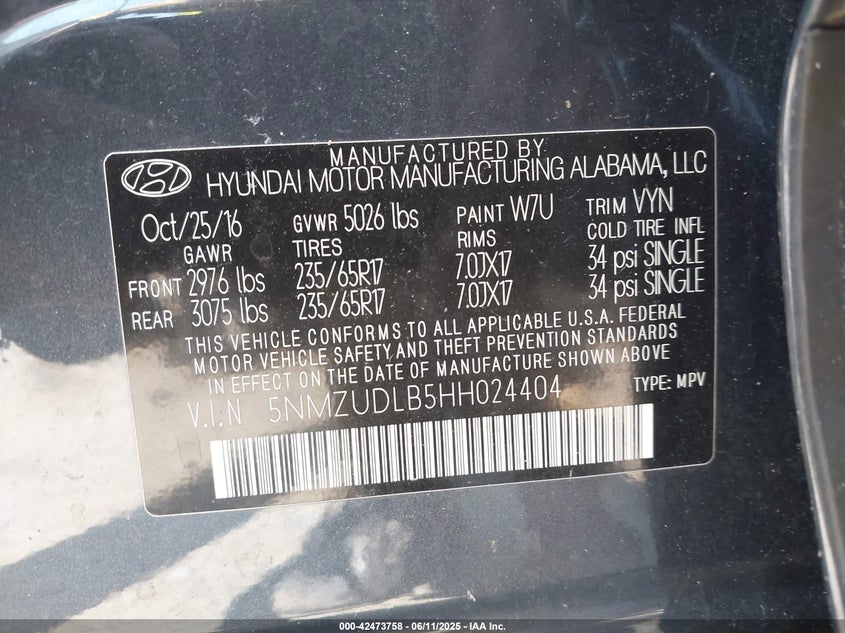 MANUFACTURED BY
HYUNDAI MOTOR MANUFACTURING ALABAMA, LLC
Oct/25/16 GVWR 5026 lbs PAINT W7U TRIM VYN
GAWR TIRES RIMS COLD TIRE INFL
FRONT 2976 lbs 235/65R17 7.0JX17 34 psi SINGLE
REAR 3075 lbs 235/65R17 7.0JX17 34 psi SINGLE
THIS VEHICLE CONFORMS TO ALL APPLICABLE U.S.A. FEDERAL
MOTOR VEHICLE SAFETY AND THEFT PREVENTION STANDARDS
IN EFFECT ON THE DATE OF MANUFACTURE SHOWN ABOVE
V.I.N 5NMZUDLB5HH024404 TYPE: MPV
000-42473758 - 06/11/2025 - IAA Inc.